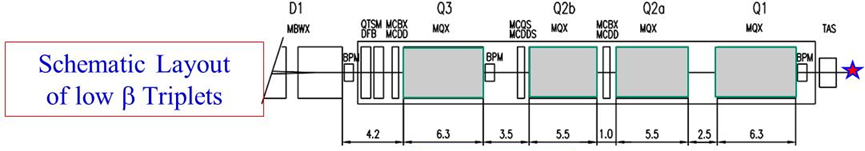 D1 Q3 Q2b Q2a Q1
MBWX QTSM MCBX MQX MCQS MQX MCBX MQX MQX TAS
DFB MCDD MCDDS MCDD
BPM BPM BPM
Schematic Layout
of low β Triplets
4.2 6.3 3.5 5.5 1.0 5.5 2.5 6.3